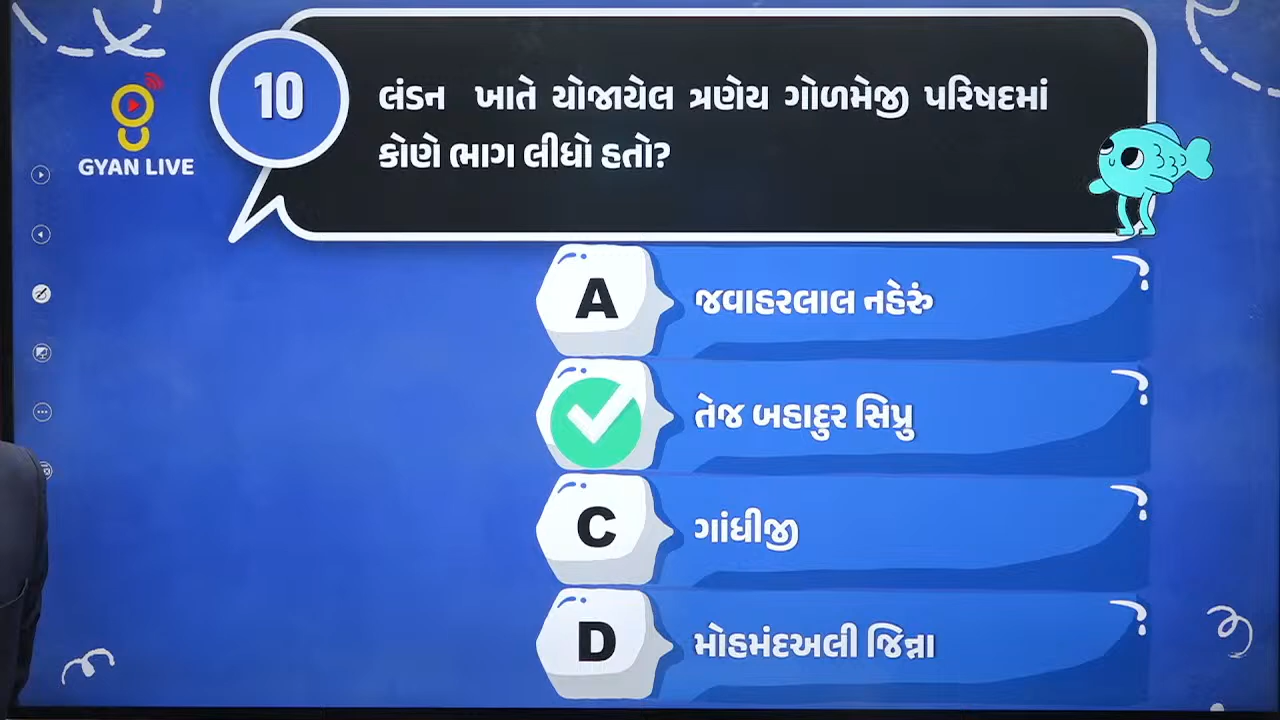 10
લંડન ખાતે યોજાયેલ ત્રણેય ગોળમેજી પરિષદમાં
કોણે ભાગ લીધો હતો?
GYAN LIVE
A
જવાહરલાલ નહેરું
તેજ બહાદુર સિપ્રુ
C
ગાંધીજી
D
મોહમંદઅલી જિન્ના